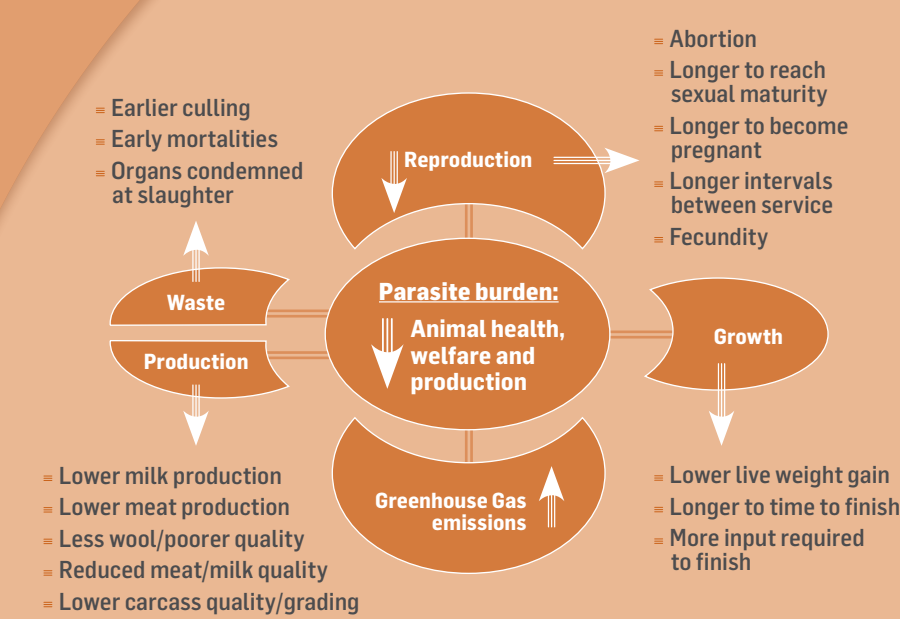 Abortion
Longer to reach
sexual maturity
Longer to become
pregnant
Longer intervals
between service
Fecundity
Earlier culling
Early mortalities
Organs condemned
at slaughter
Reproduction
Waste
Production
Parasite burden:
Animal health,
welfare and
production
Growth
Greenhouse Gas
emissions
Lower milk production
Lower meat production
Less wool/poorer quality
Reduced meat/milk quality
Lower carcass quality/grading
Lower live weight gain
Longer to time to finish
More input required
to finish